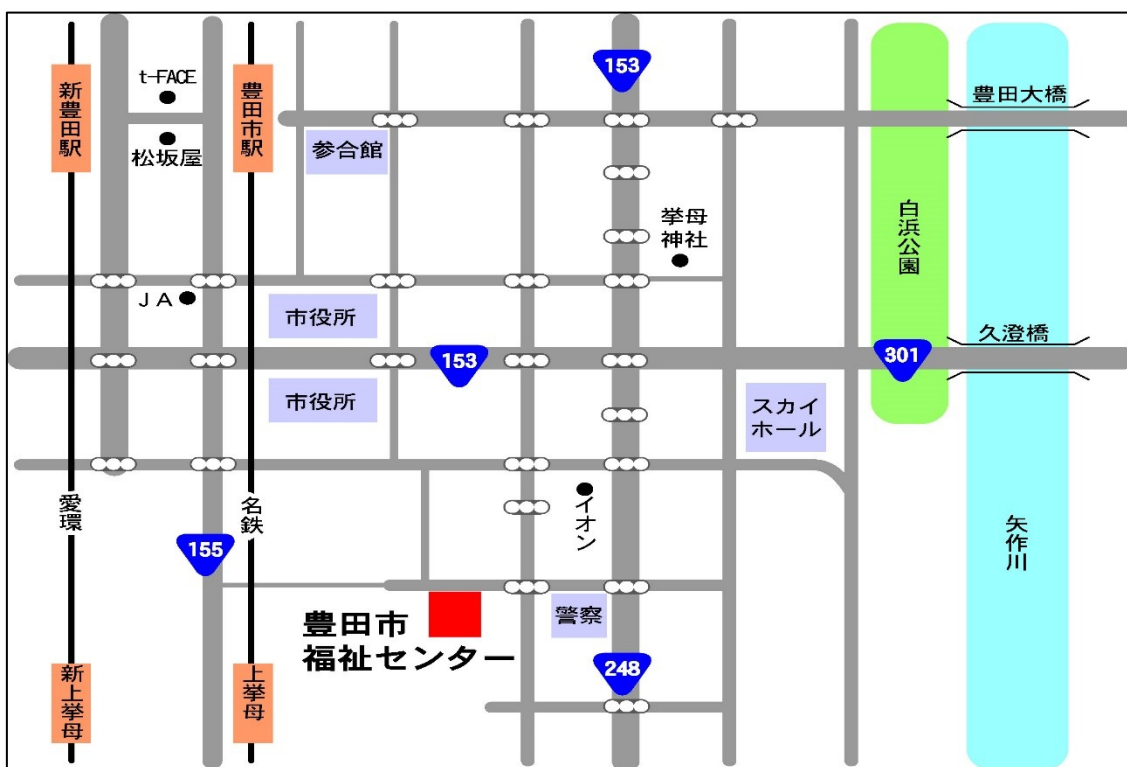 153
t-FACE
新豊田駅
豊田市駅
豊田大橋
松坂屋
参合館
挙母
神社
白浜公園
JA
市役所
久澄橋
153
301
市役所
スカイ
ホール
愛環
名鉄
イオン
矢作川
155
豊田市
福祉センター
警察
248
新上挙母
上挙母